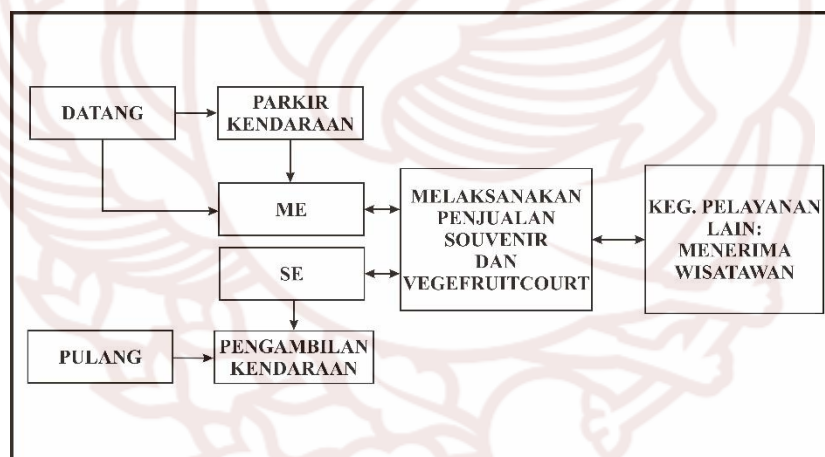 DATANG
PARKIR
KENDARAAN
ME
SE
MELAKSANAKAN
PENJUALAN
SOUVENIR
DAN
VEGEFRUITCOURT
KEG. PELAYANAN
LAIN:
MENERIMA
WISATAWAN
PULANG
PENGAMBILAN
KENDARAAN